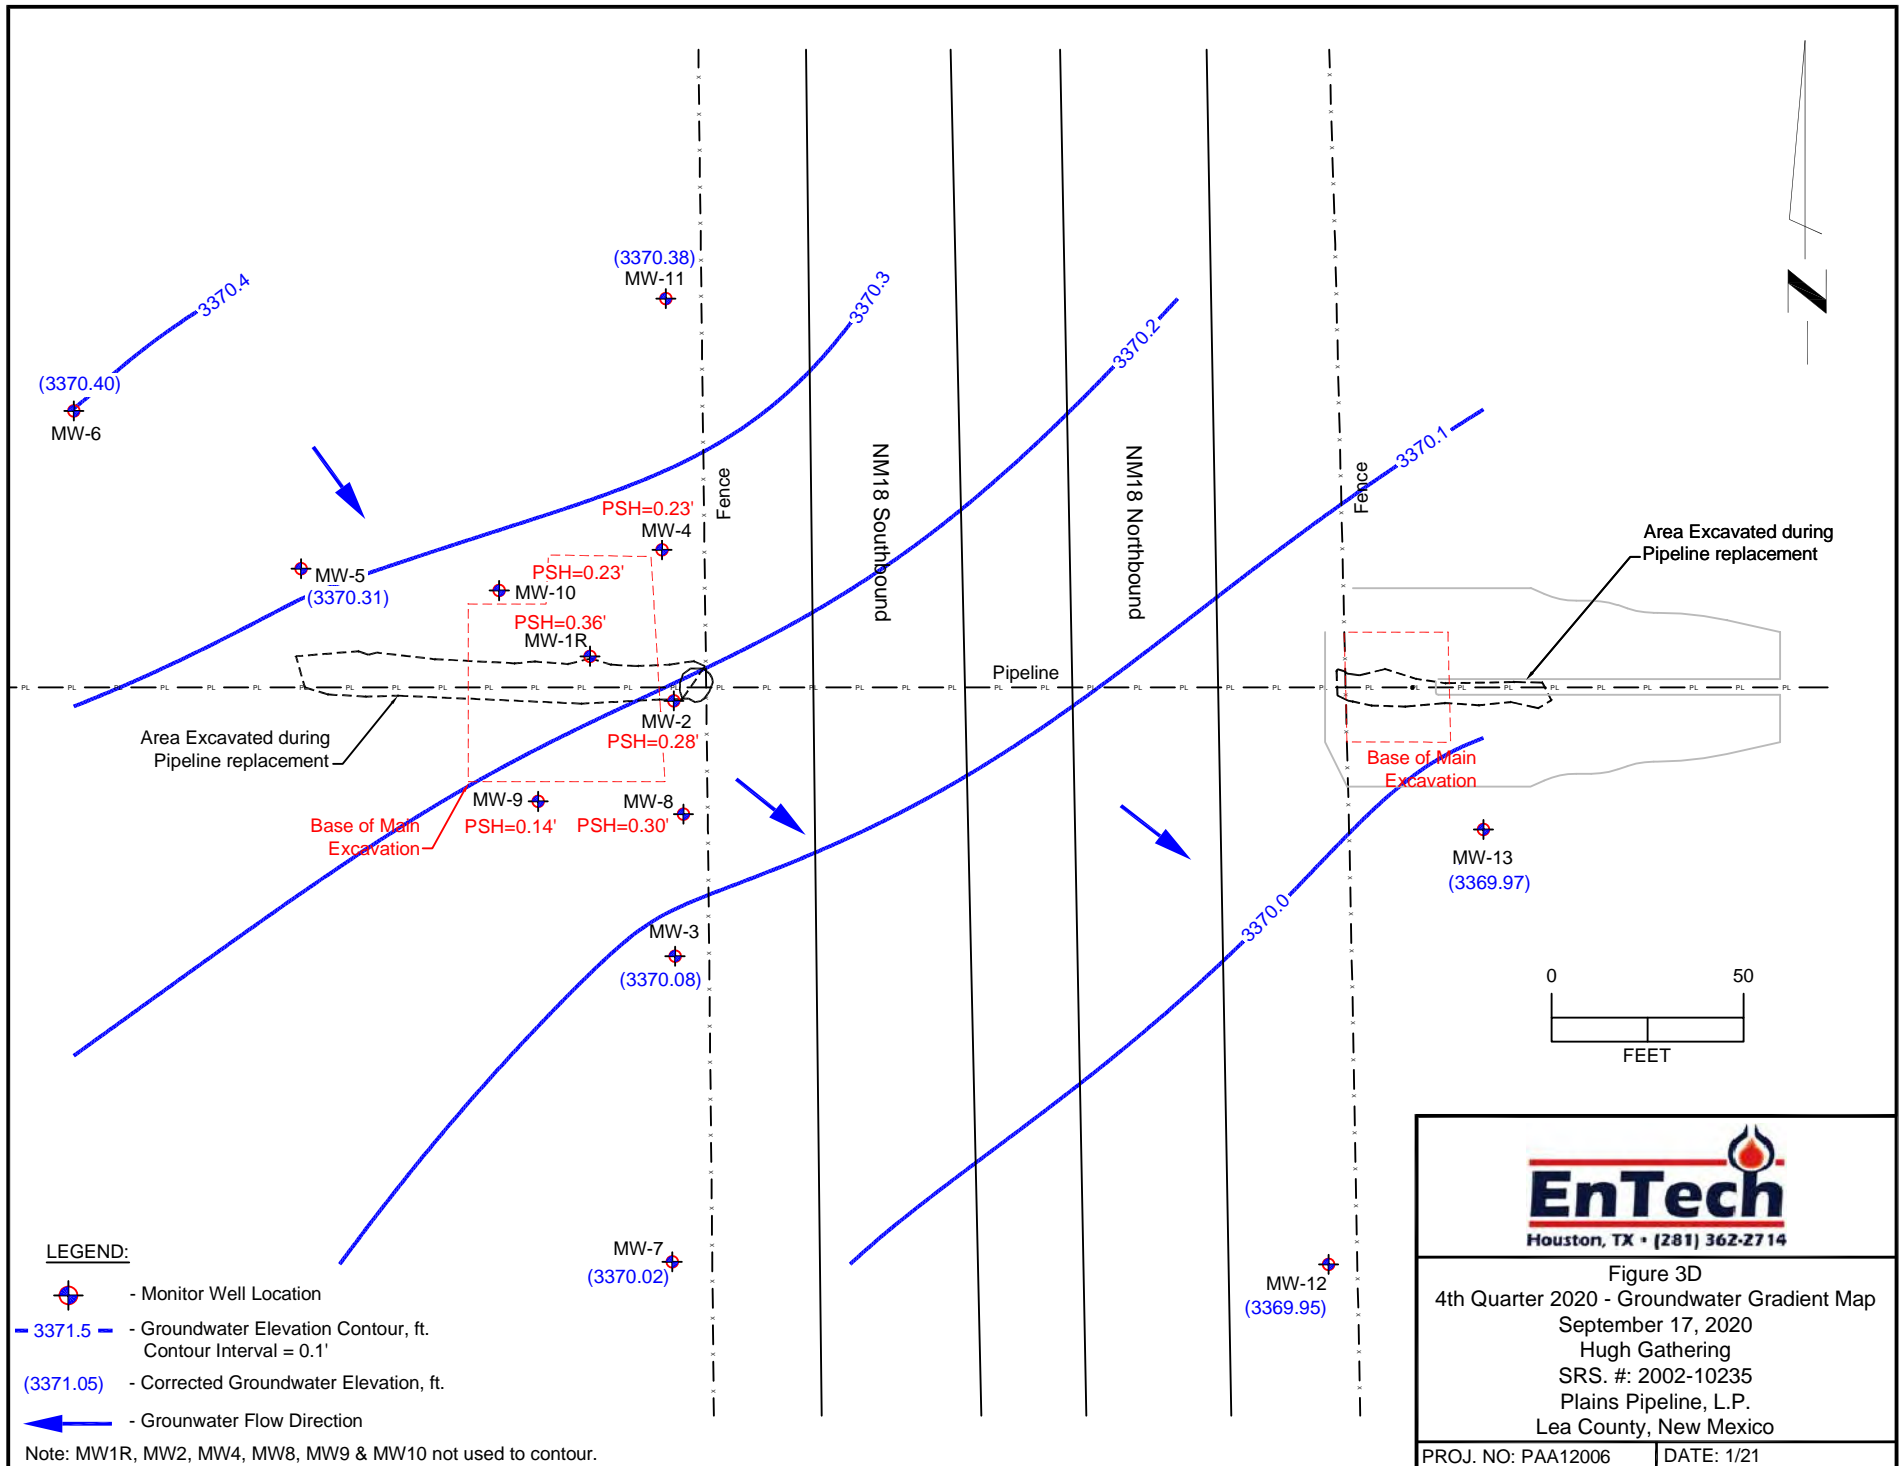 (3370.38)
MW-11
3370.4
3370.3
3370.2
(3370.40)
MW-6
3370.1
NM18 Southbound
NM18 Northbound
Fence
Fence
PSH=0.23'
MW-4
Area Excavated during
Pipeline replacement
MW-5
(3370.31)
PSH=0.23'
MW-10
PSH=0.36'
MW-1R
Pipeline
MW-2
PSH=0.28'
Area Excavated during
Pipeline replacement
Base of Main
Excavation
MW-9
PSH=0.14'
MW-8
PSH=0.30'
Base of Main
Excavation
MW-13
(3369.97)
3370.0
MW-3
(3370.08)
0 50
FEET
MW-7
(3370.02)
MW-12
(3369.95)
N
LEGEND:
- Monitor Well Location
3371.5 - Groundwater Elevation Contour, ft.
Contour Interval = 0.1'
(3371.05) - Corrected Groundwater Elevation, ft.
- Grounwater Flow Direction
Note: MW1R, MW2, MW4, MW8, MW9 & MW10 not used to contour.
EnTech
Houston, TX • (281) 362-2714
Figure 3D
4th Quarter 2020 - Groundwater Gradient Map
September 17, 2020
Hugh Gathering
SRS. #: 2002-10235
Plains Pipeline, L.P.
Lea County, New Mexico
PROJ. NO: PAA12006 DATE: 1/21